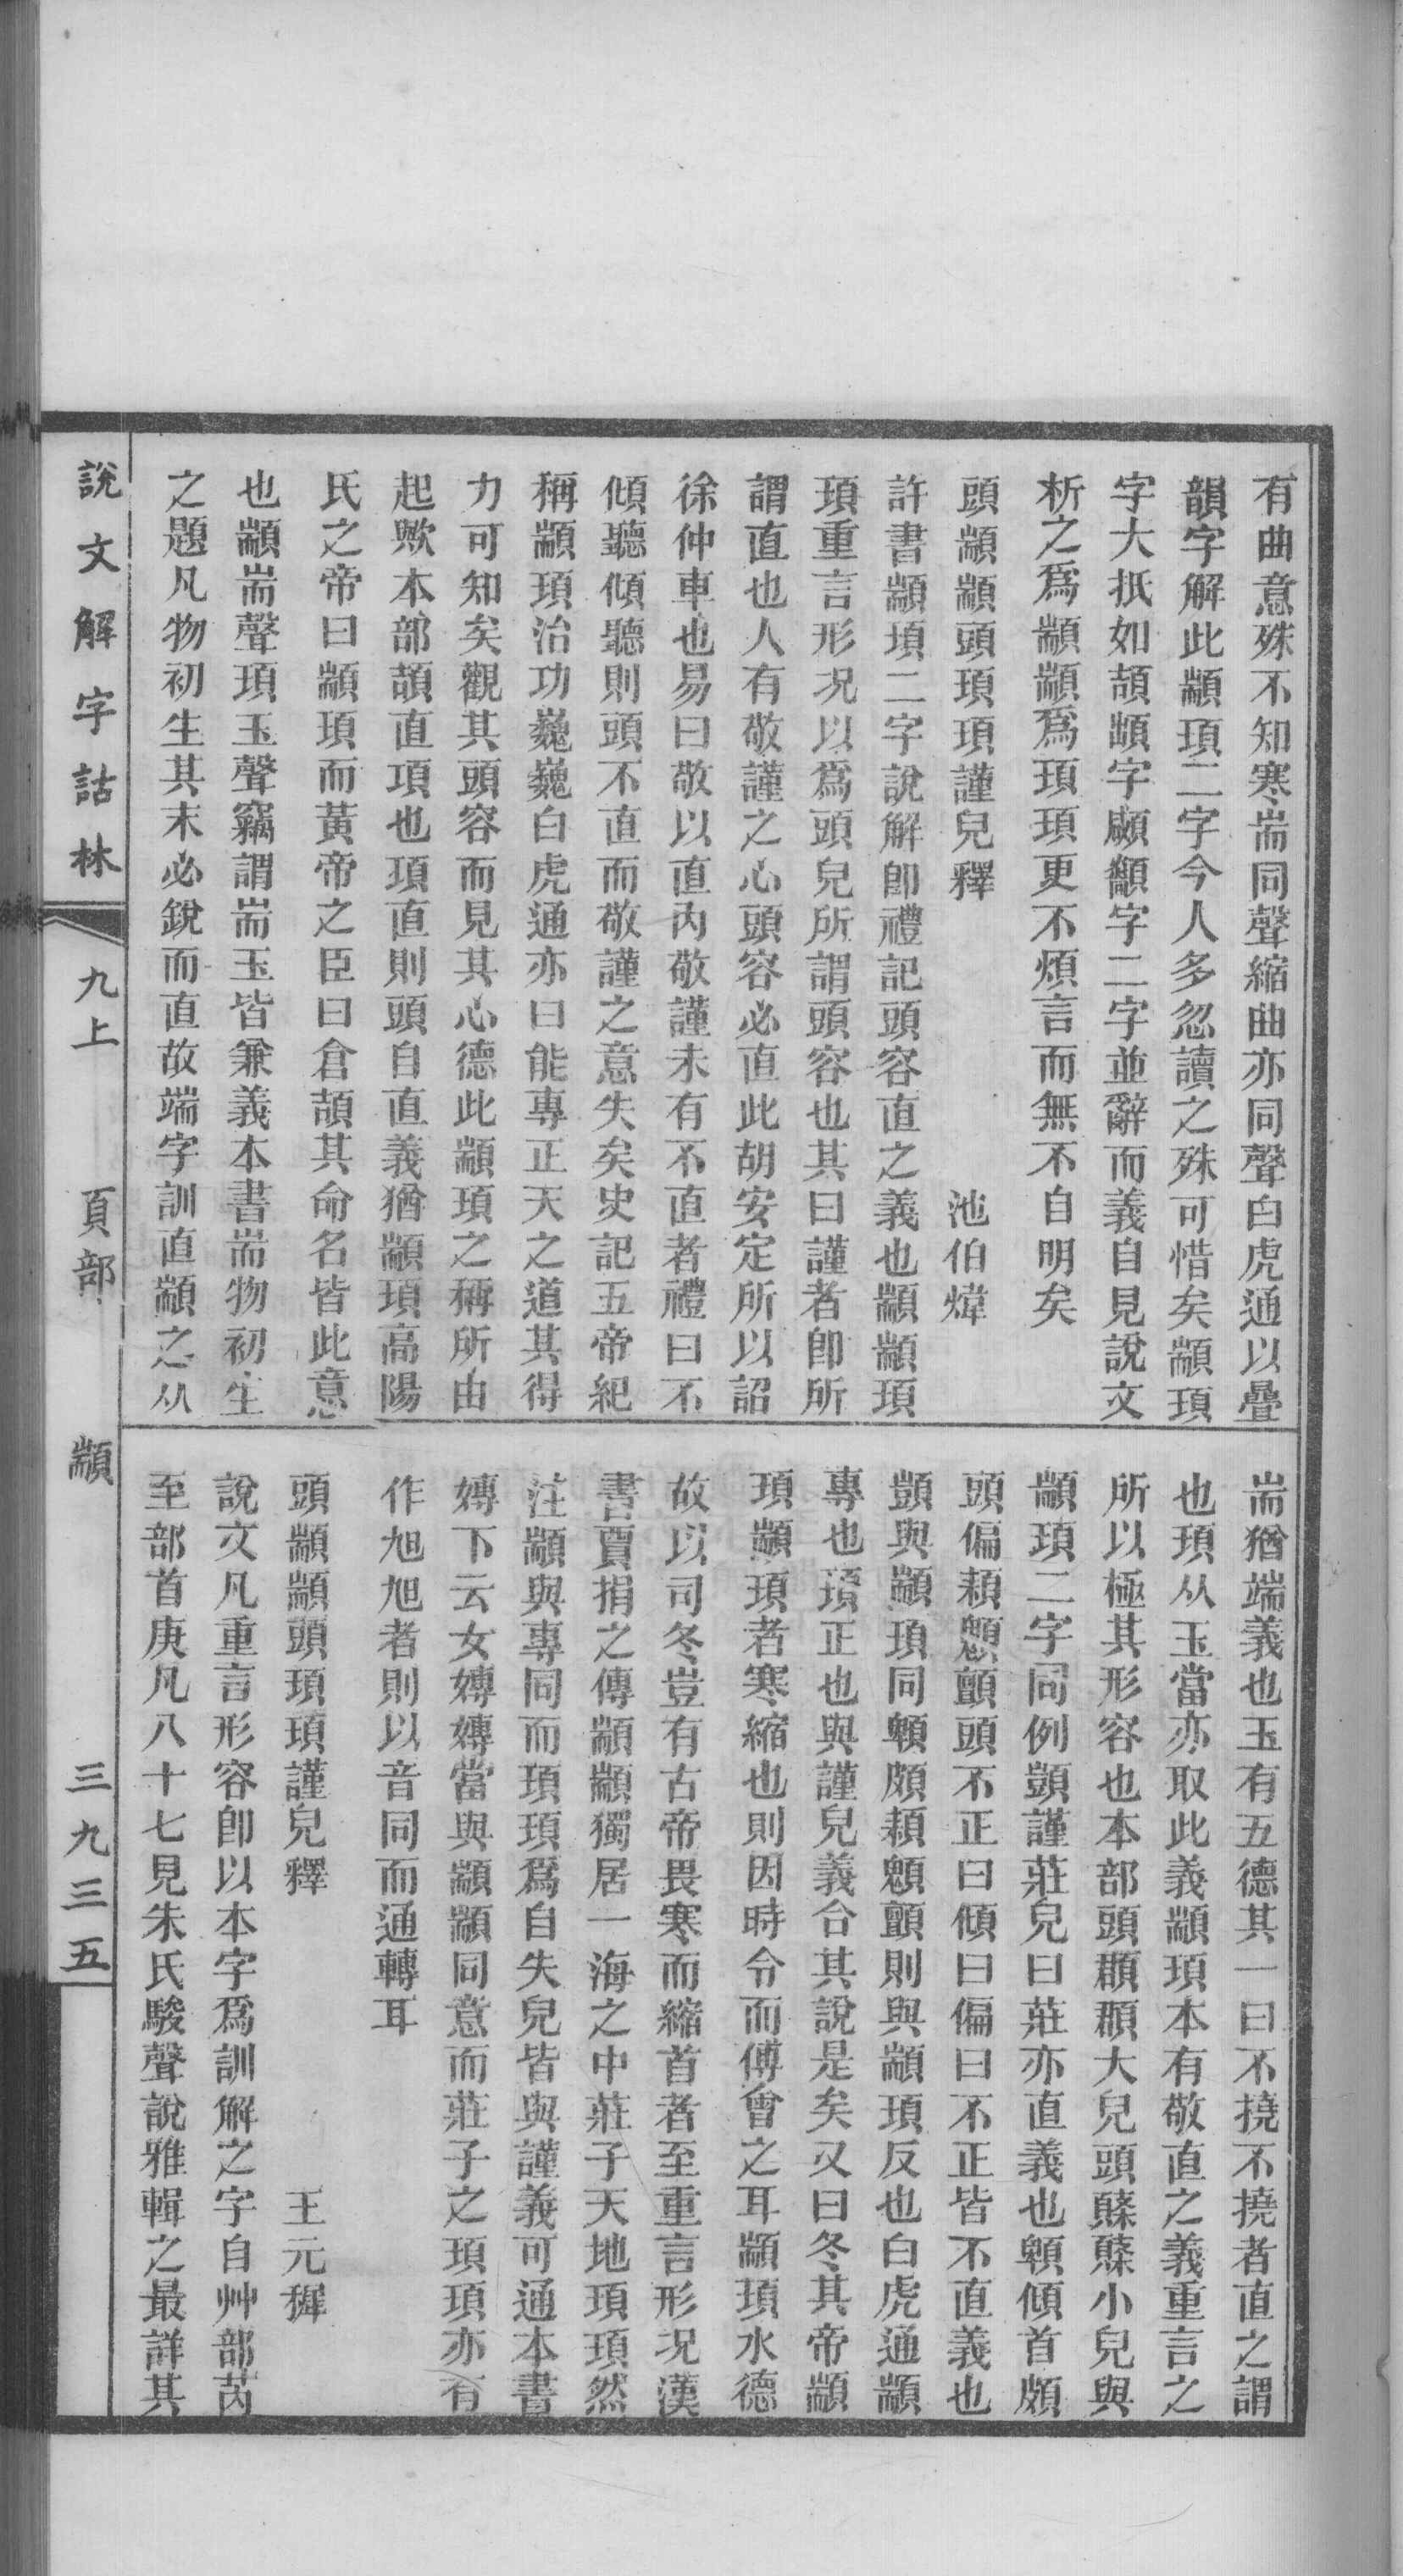 有曲意殊不知寒耑同聲縮曲亦同聲白虎通以疊
韻字解此顓頊二字今人多忽讀之殊可惜矣顓頊
字大抵如頡頏字顑顲字二字並辭而義自見說文
析之爲顓顓爲頊頊更不煩言而無不自明矣
頭顓顓頭頊頊謹皃釋 池伯煒
許書顓頊二字說解卽禮記頭容直之義也顓顓頊
頊重言形况以爲頭皃所謂頭容也其曰謹者卽所
謂直也人有敬謹之心頭容必直此胡安定所以詔
徐仲車也易曰敬以直內敬謹未有不直者禮曰不
傾聽傾聽則頭不直而敬謹之意失矣史記五帝紀
稱顓頊治功巍巍白虎通亦曰能專正天之道其得
力可知矣觀其頭容而見其心德此顓頊之稱所由
起歟本部頡直項也項直則頭自直義猶顓頊高陽
氏之帝曰顓頊而黃帝之臣曰倉頡其命名皆此意
也顓耑聲頊玉聲竊謂耑玉皆兼義本書耑物初生
之題凡物初生其末必銳而直故端字訓直顓之从
耑猶端義也玉有五德其一曰不撓不撓者直之謂
也頊从玉當亦取此義顓頊本有敬直之義重言之
所以極其形容也本部頭顝顝大皃頭䫏䫏小皃與
顓頊二字同例顗謹莊皃曰莊亦直義也頔傾首頗
頭偏䫌顖顫頭不正曰傾曰偏曰不正皆不直義也
顗與顓頊同頔頗䫌顖顫則與顓頊反也白虎通顓
專也頊正也與謹皃義合其說是矣又曰冬其帝顓
頊顓頊者寒縮也則因時令而傅會之耳顓頊水德
故以司冬豈有古帝畏寒而縮首者至重言形况漢
書賈捐之傳顓顓獨居一海之中莊子天地頊頊然
注顓與專同而頊頊爲自失皃皆與謹義可通本書
嫥下云女嫥嫥當與顓顓同意而莊子之頊頊亦有
作旭旭者則以音同而通轉耳
頭顓顓頭頊頊謹皃釋 王元穉
說文凡重言形容卽以本字爲訓解之字自艸部芮
至部首庚凡八十七見朱氏駿聲說雅輯之最詳其
說文解字詁林 九上 頁部 顓 三九三五